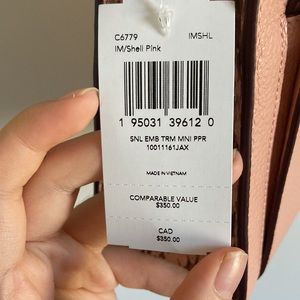 C6779 IMSHL
IM/Shell Pink
1 95031 39612 0
SNL EMB TRM MNI PPR
10011161JAX
MADE IN VIETNAM
COMPARABLE VALUE
$350.00
CAD
$350.00